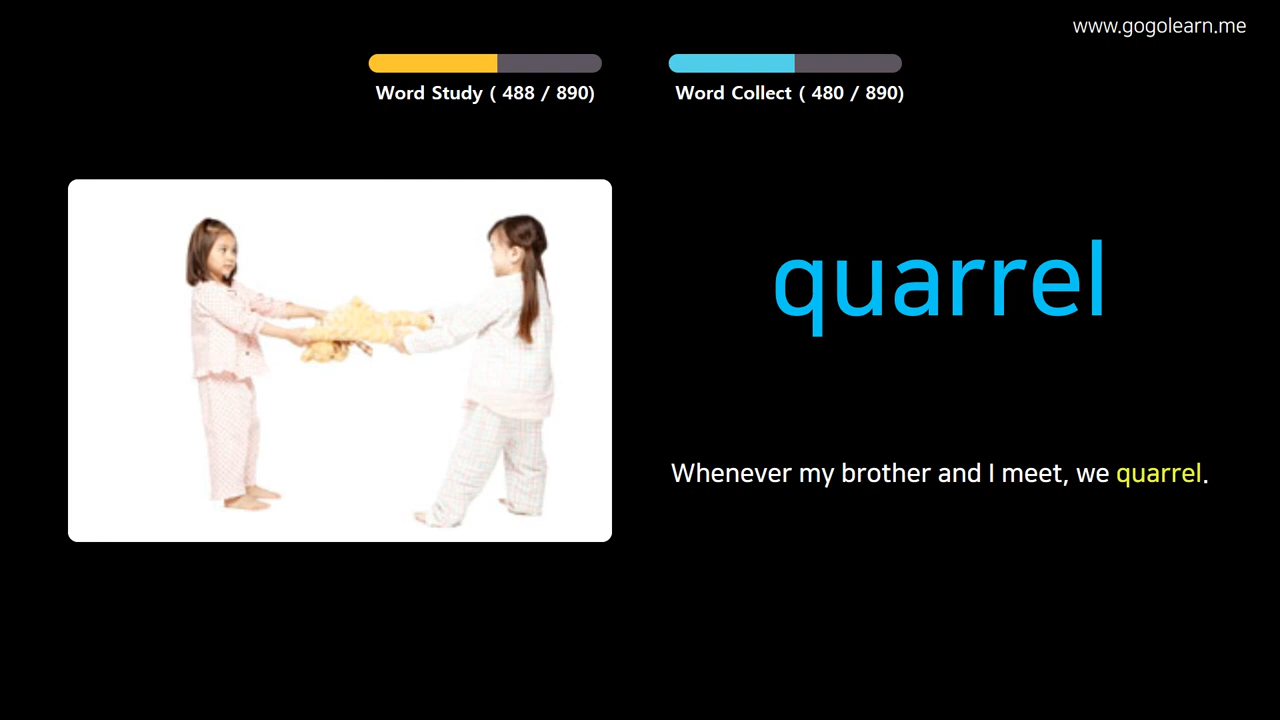 www.gogolearn.me
Word Study ( 488 / 890)
Word Collect ( 480 / 890)
quarrel
Whenever my brother and I meet, we quarrel.